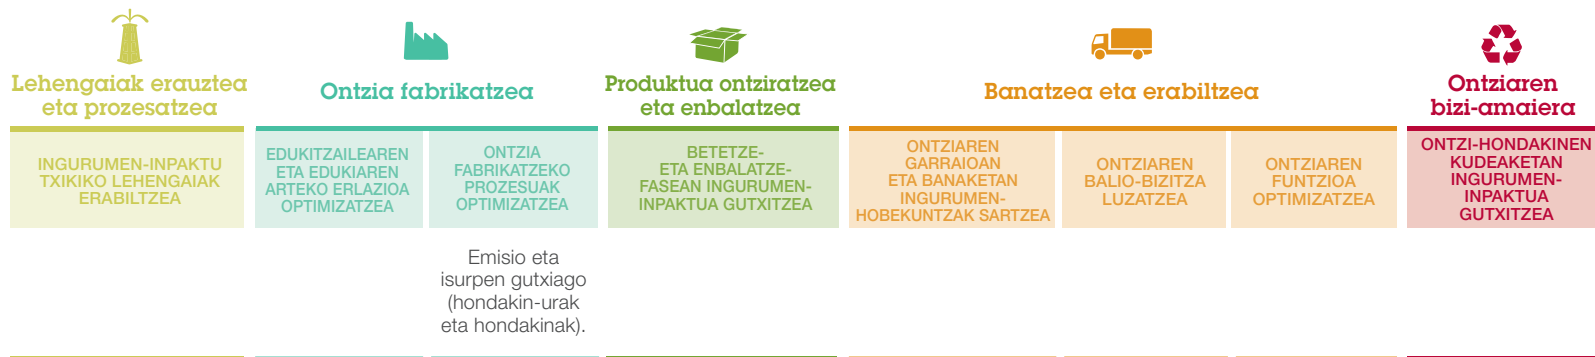 Lehengaiak erauztea
eta prozesatzea
Ontzia fabrikatzea
Produktua ontziratzea
eta enbalatzea
Banatzea eta erabiltzea
Ontziaren
bizi-amaiera
INGURUMEN-INPAKTU
TXIKIKO LEHENGAIAK
ERABILTZEA
EDUKITZAILEAREN
ETA EDUKIAREN
ARTEKO ERLAZIOA
OPTIMIZATZEA
ONTZIA
FABRIKATZEKO
PROZESUAK
OPTIMIZATZEA
BETETZE-
ETA ENBALATZE-
FASEAN INGURUMEN-
INPAKTUA GUTXITZEA
ONTZIAREN
GARRAIOAN
ETA BANAKETAN
INGURUMEN-
HOBEKUNTZAK SARTZEA
ONTZIAREN
BALIO-BIZITZA
LUZATZEA
ONTZIAREN
FUNTZIOA
OPTIMIZATZEA
ONTZI-HONDAKINEN
KUDEAKETAN
INGURUMEN-
INPAKTUA
GUTXITZEA
Emisio eta
isurpen gutxiago
(hondakin-urak
eta hondakinak).